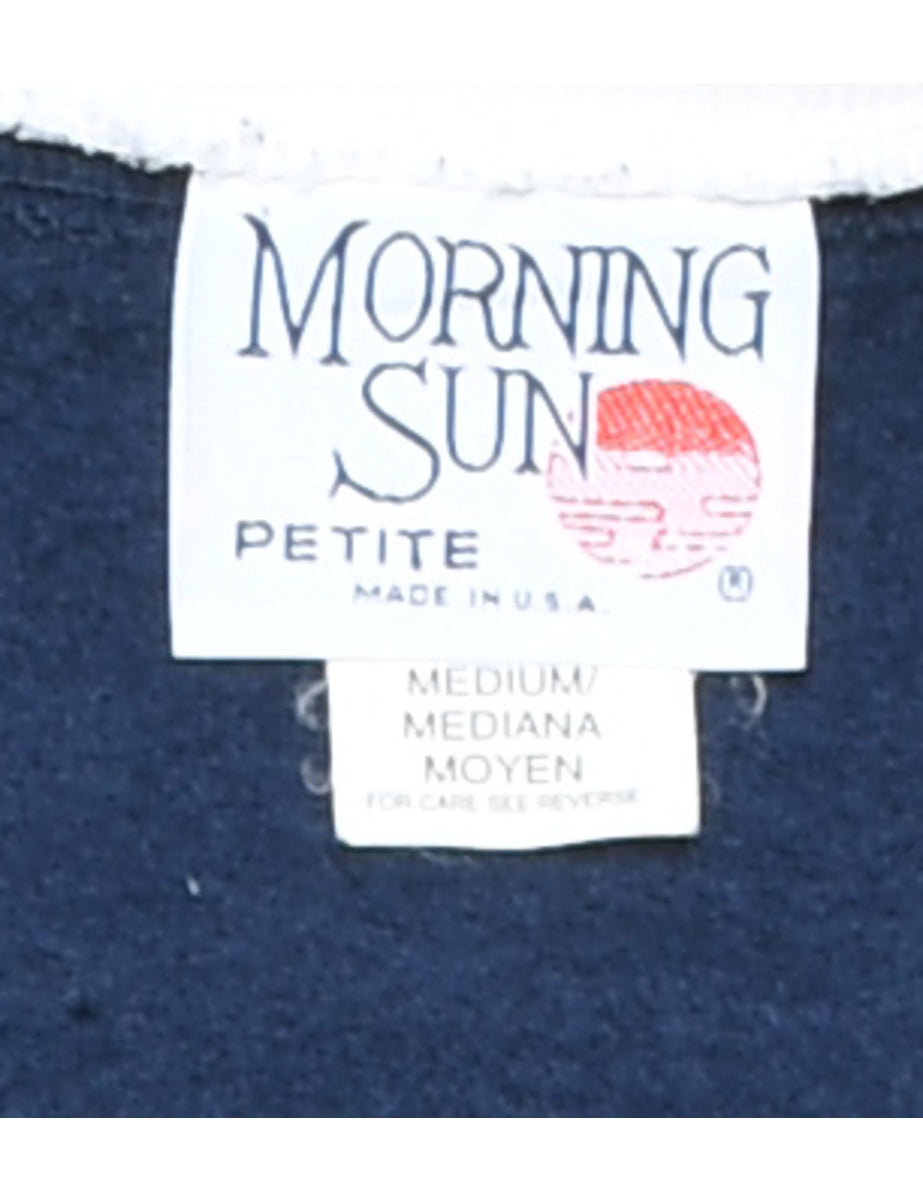 MORNING
SUN
PETITE
MADE IN U.S.A.
®
MEDIUM/
MEDIANA
MOYEN
FOR CARE SEE REVERSE